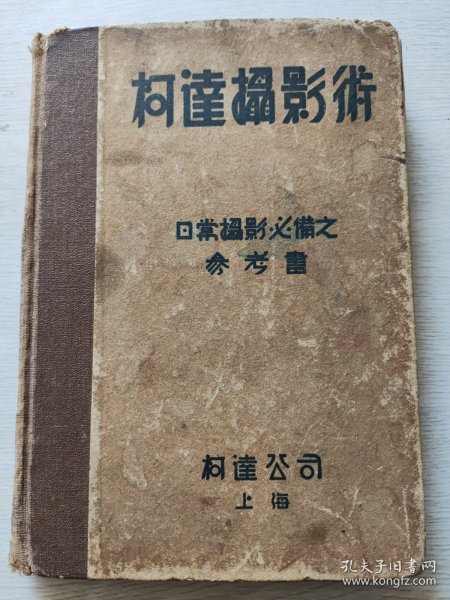 柯達攝影術
日常攝影必備之
參考書
柯達公司
上海
孔夫子旧书网
www.kongfz.com